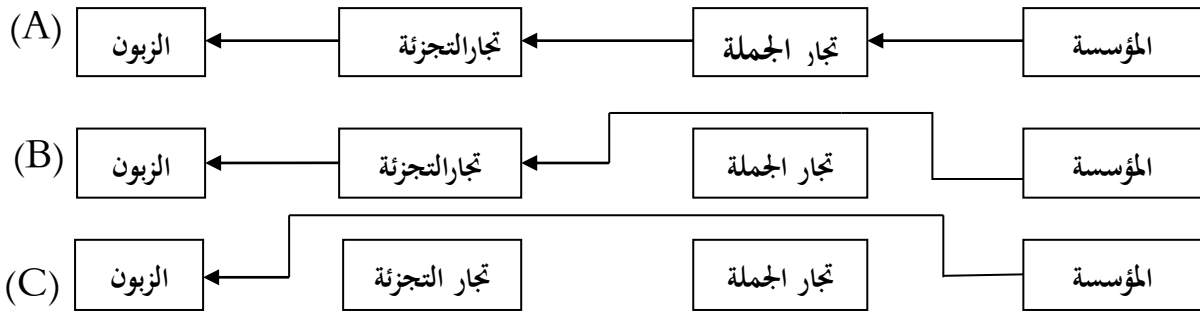 (A) المؤسسة تجار الجملة تجارالتجزئة الزبون
(B) المؤسسة تجار الجملة تجارالتجزئة الزبون
(C) المؤسسة تجار الجملة تجار التجزئة الزبون